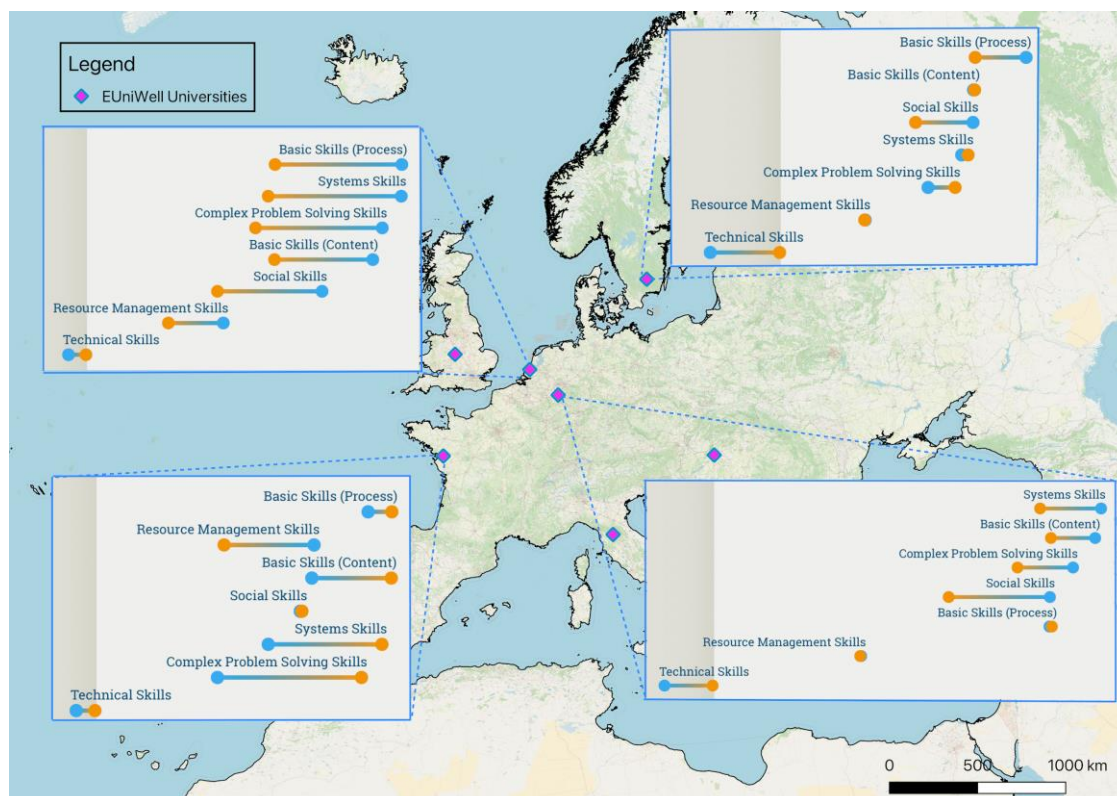 Legend
EUniWell Universities
Basic Skills (Process)
Basic Skills (Content)
Social Skills
Systems Skills
Complex Problem Solving Skills
Resource Management Skills
Technical Skills
Basic Skills (Process)
Systems Skills
Complex Problem Solving Skills
Basic Skills (Content)
Social Skills
Resource Management Skills
Technical Skills
Basic Skills (Process)
Resource Management Skills
Basic Skills (Content)
Social Skills
Systems Skills
Complex Problem Solving Skills
Technical Skills
Systems Skills
Basic Skills (Content)
Complex Problem Solving Skills
Social Skills
Basic Skills (Process)
Resource Management Skills
Technical Skills
0 500 1000 km